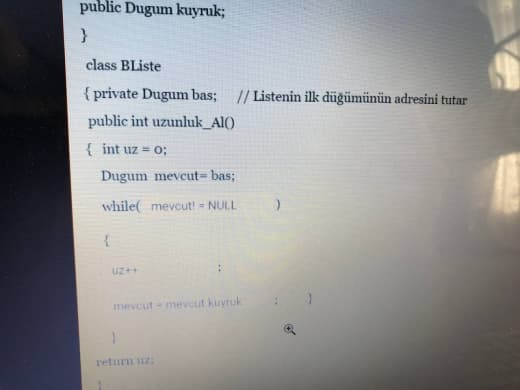 public Dugum kuyruk;
}
class BListe
{ private Dugum bas; // Listenin ilk düğümünün adresini tutar
public int uzunluk_Al()
{ int uz = 0;
Dugum mevcut= bas;
while( mevcut! = NULL )
{
uz++ ;
mevcut = mevcut kuyruk ; }
}
return uz;
}